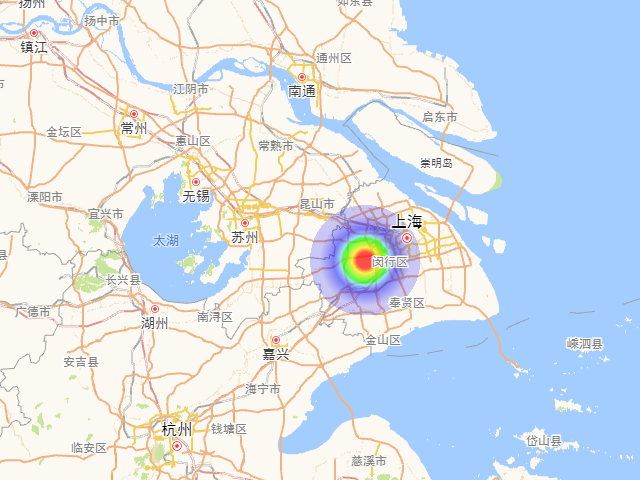 扬州
如东县
扬中市
镇江
通州区
南通
江阴市
启东市
常州
金坛区
惠山区
常熟市
崇明岛
无锡
溧阳市
昆山市
宜兴市
上海
苏州
太湖
闵行区
长兴县
奉贤区
广德市
南浔区
湖州
金山区
嵊泗县
嘉兴
安吉县
海宁市
杭州
钱塘区
岱山县
临安区
慈溪市